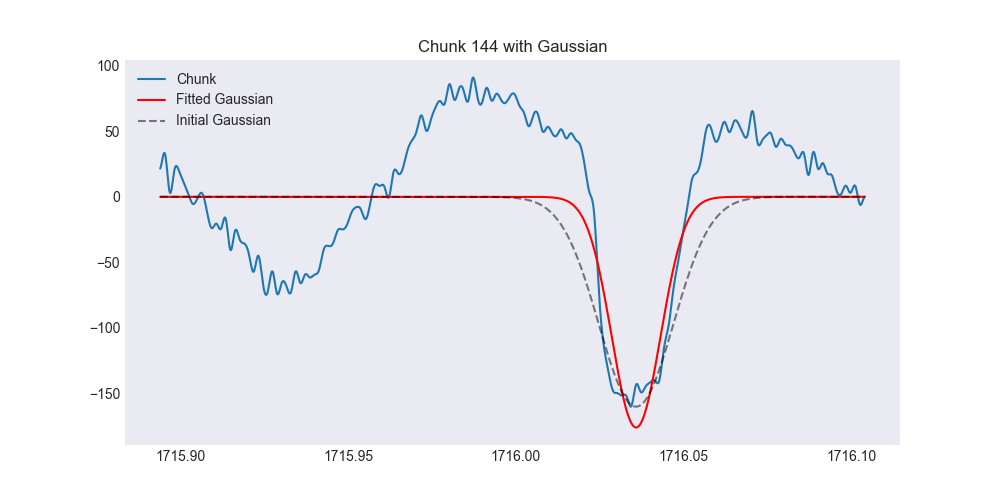 Chunk 144 with Gaussian
100
50
0
−50
−100
−150
Chunk
Fitted Gaussian
Initial Gaussian
1715.90 1715.95 1716.00 1716.05 1716.10